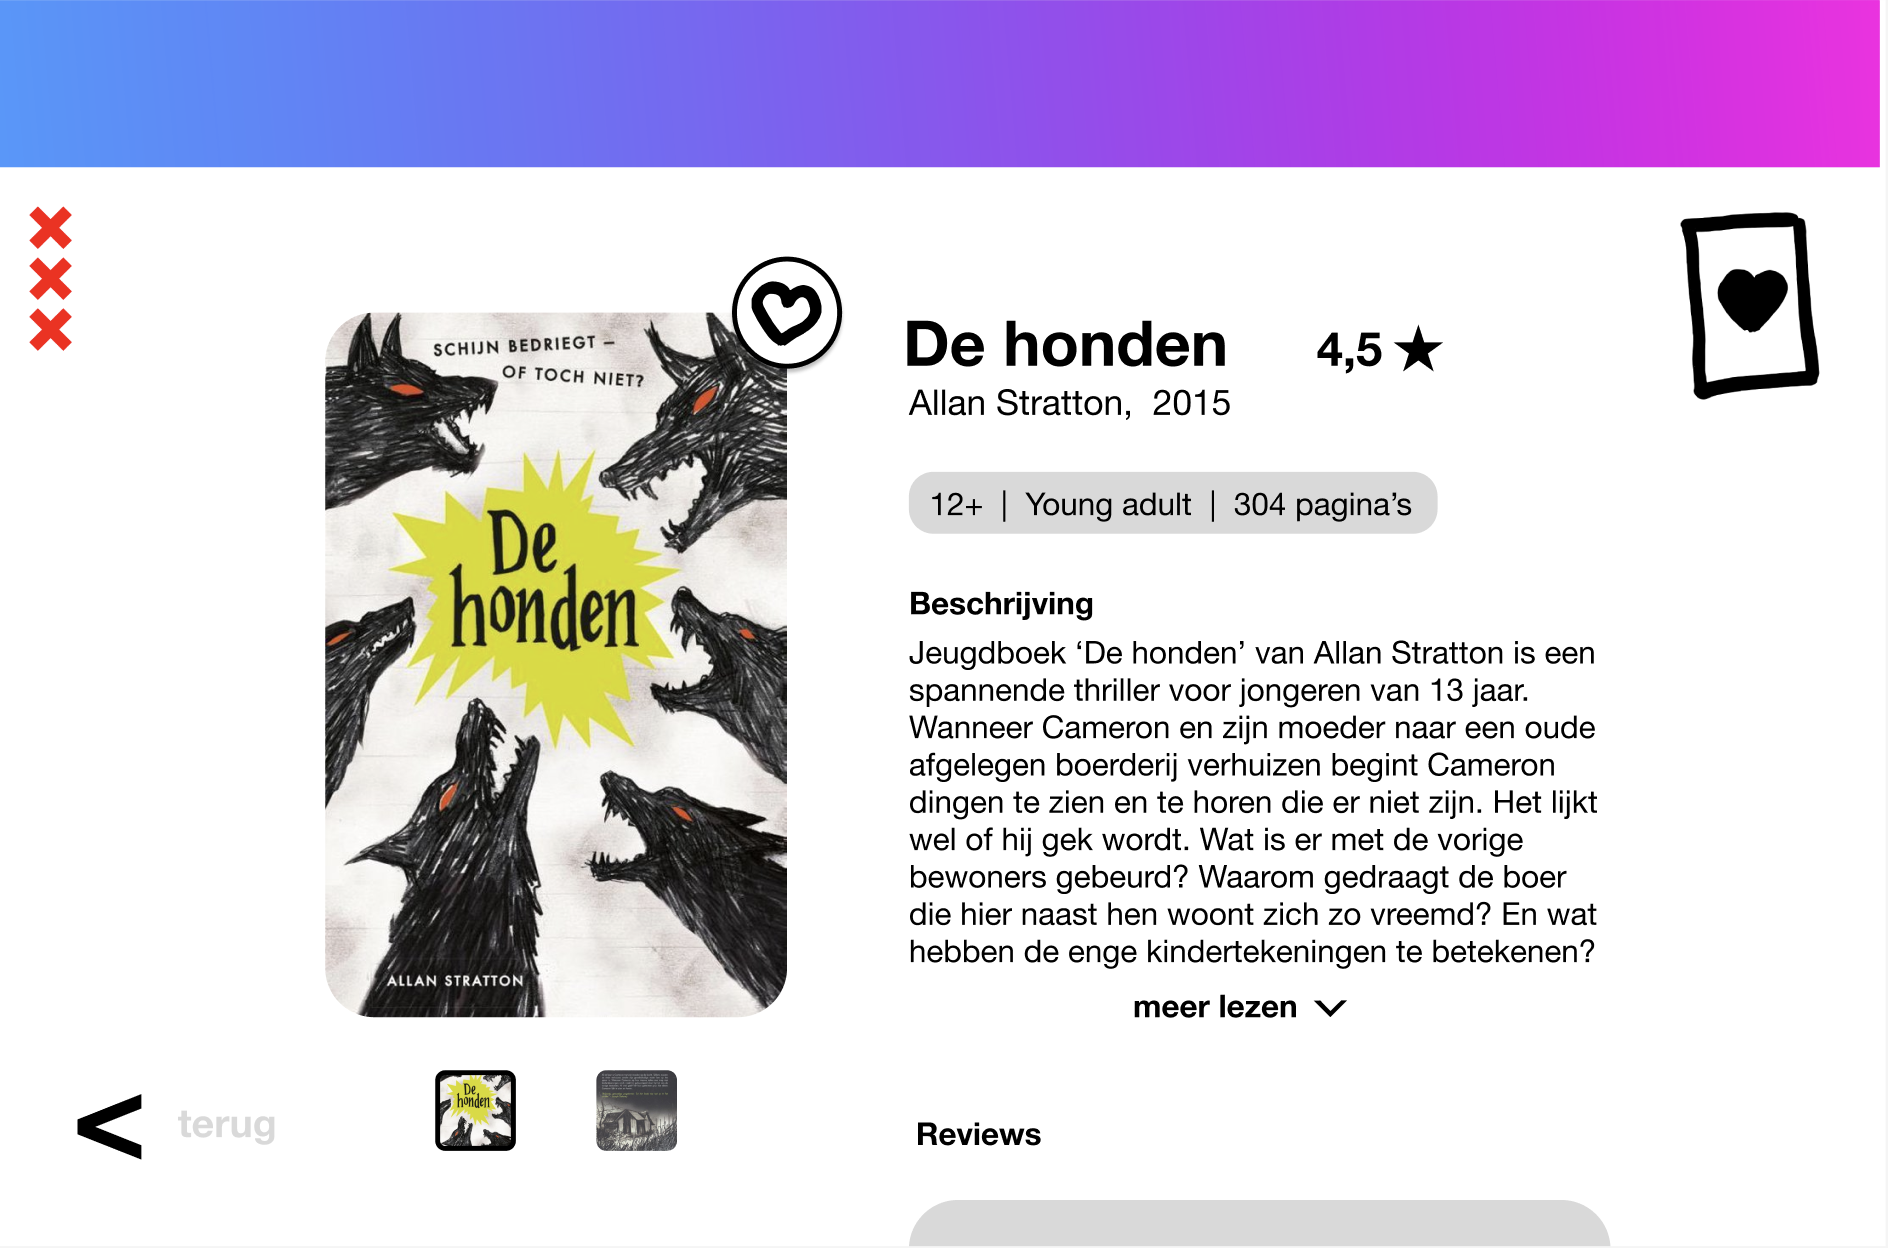 SCHIJN BEDRIEGT –
OF TOCH NIET?
De
honden
ALLAN STRATTON
De honden
4,5 ★
Allan Stratton, 2015
12+ | Young adult | 304 pagina’s
Beschrijving
Jeugdboek ‘De honden’ van Allan Stratton is een
spannende thriller voor jongeren van 13 jaar.
Wanneer Cameron en zijn moeder naar een oude
afgelegen boerderij verhuizen begint Cameron
dingen te zien en te horen die er niet zijn. Het lijkt
wel of hij gek wordt. Wat is er met de vorige
bewoners gebeurd? Waarom gedraagt de boer
die hier naast hen woont zich zo vreemd? En wat
hebben de enge kindertekeningen te betekenen?
meer lezen
< terug
De
honden
Reviews